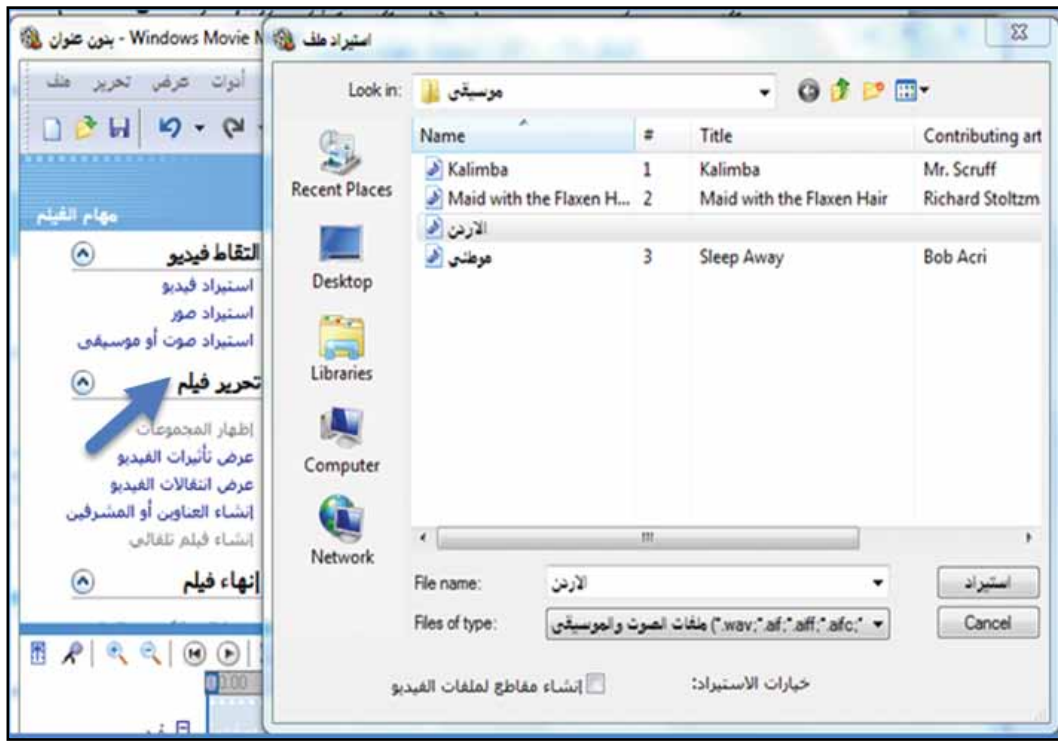 بدون عنوان - Windows Movie M
ملف تحرير عرض أدوات
مهام الفيلم
التقاط فيديو
استيراد فيديو
استيراد صور
استيراد صوت أو موسيقى
تحرير فيلم
إظهار المجموعات
عرض تأثيرات الفيديو
عرض انتقالات الفيديو
إنشاء العناوين أو المشرفين
إنشاء فيلم تلقائي
إنهاء فيلم
استيراد ملف
Look in: موسيقى
Recent Places
Desktop
Libraries
Computer
Network
Name # Title Contributing art
Kalimba 1 Kalimba Mr. Scruff
Maid with the Flaxen H... 2 Maid with the Flaxen Hair Richard Stoltzm
الاردن
موطني 3 Sleep Away Bob Acri
File name: الاردن استيراد
Files of type: ملفات الصوت والموسيقى (*.wav;*.aif;*.aiff;*.aifc;* Cancel
خيارات الاستيراد: إنشاء مقاطع لملفات الفيديو